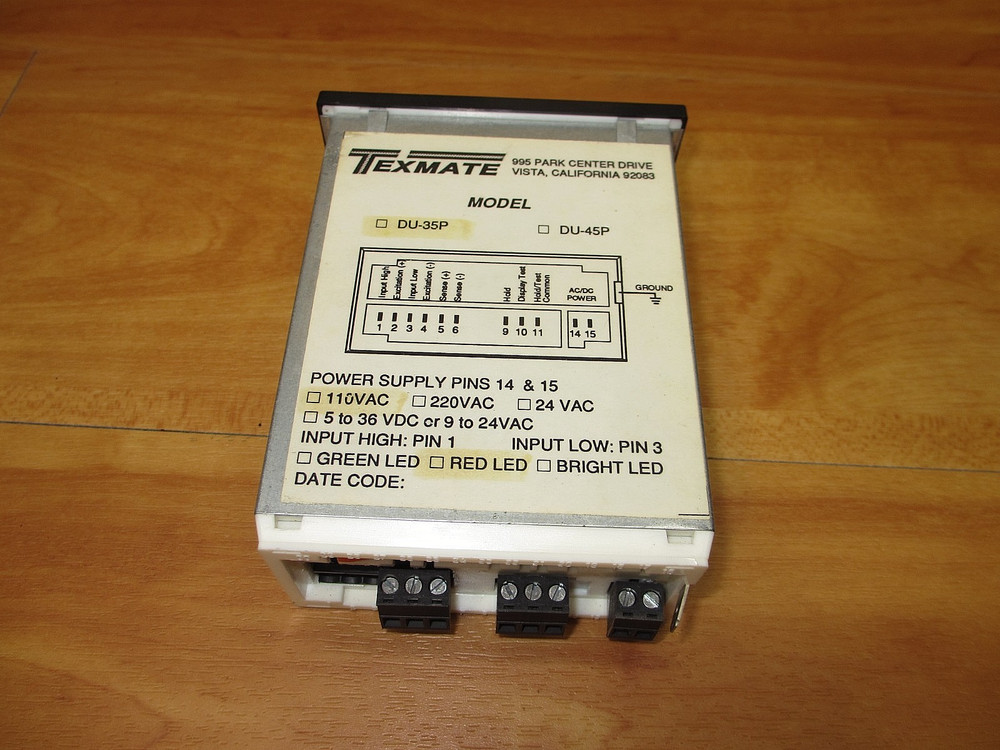 TEXMATE 995 PARK CENTER DRIVE
VISTA, CALIFORNIA 92083
MODEL
DU-35P DU-45P
Input High
Excitation (+)
Input Low
Excitation (-)
Sense (+)
Sense (-)
Hold
Display Test
Hold/Test
Common
AC/DC
POWER
GROUND
1 2 3 4 5 6 9 10 11 14 15
POWER SUPPLY PINS 14 & 15
110VAC 220VAC 24 VAC
5 to 36 VDC or 9 to 24VAC
INPUT HIGH: PIN 1 INPUT LOW: PIN 3
GREEN LED RED LED BRIGHT LED
DATE CODE: